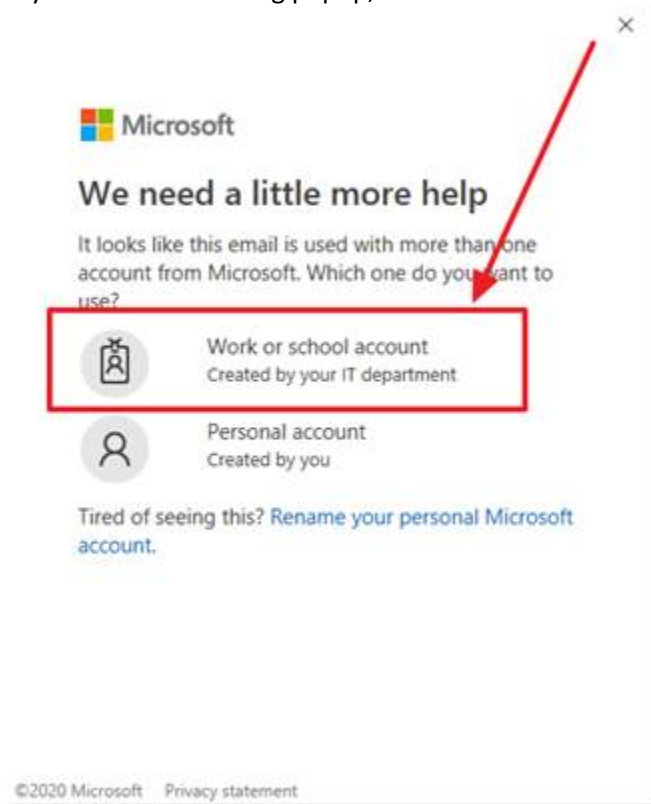 Microsoft
We need a little more help
It looks like this email is used with more than one
account from Microsoft. Which one do you want to
use?
Work or school account
Created by your IT department
Personal account
Created by you
Tired of seeing this? Rename your personal Microsoft
account.
©2020 Microsoft Privacy statement